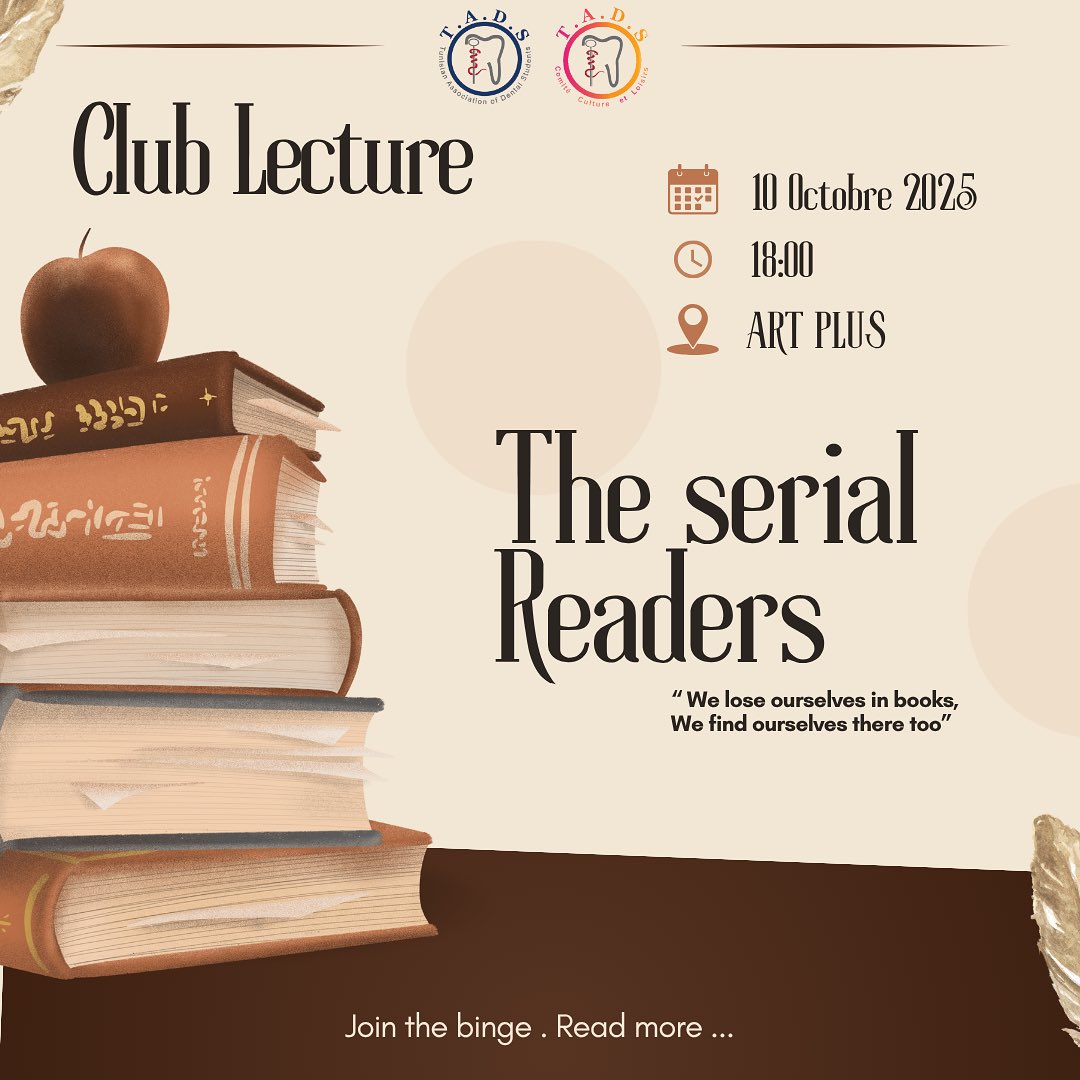 T.A.D.S
Tunisian Association of Dental Students
T.A.D.S
Comité Culture et Loisirs
Club Lecture
10 Octobre 2025
18:00
ART PLUS
The serial
Readers
“ We lose ourselves in books,
We find ourselves there too”
Join the binge . Read more ...